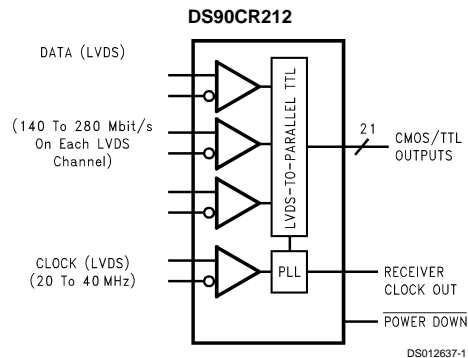 DS90CR212
DATA (LVDS)
(140 To 280 Mbit/s
On Each LVDS
Channel)
CLOCK (LVDS)
(20 To 40 MHz)
LVDS-TO-PARALLEL TTL
PLL
21
CMOS/TTL
OUTPUTS
RECEIVER
CLOCK OUT
POWER DOWN
DS012637-1